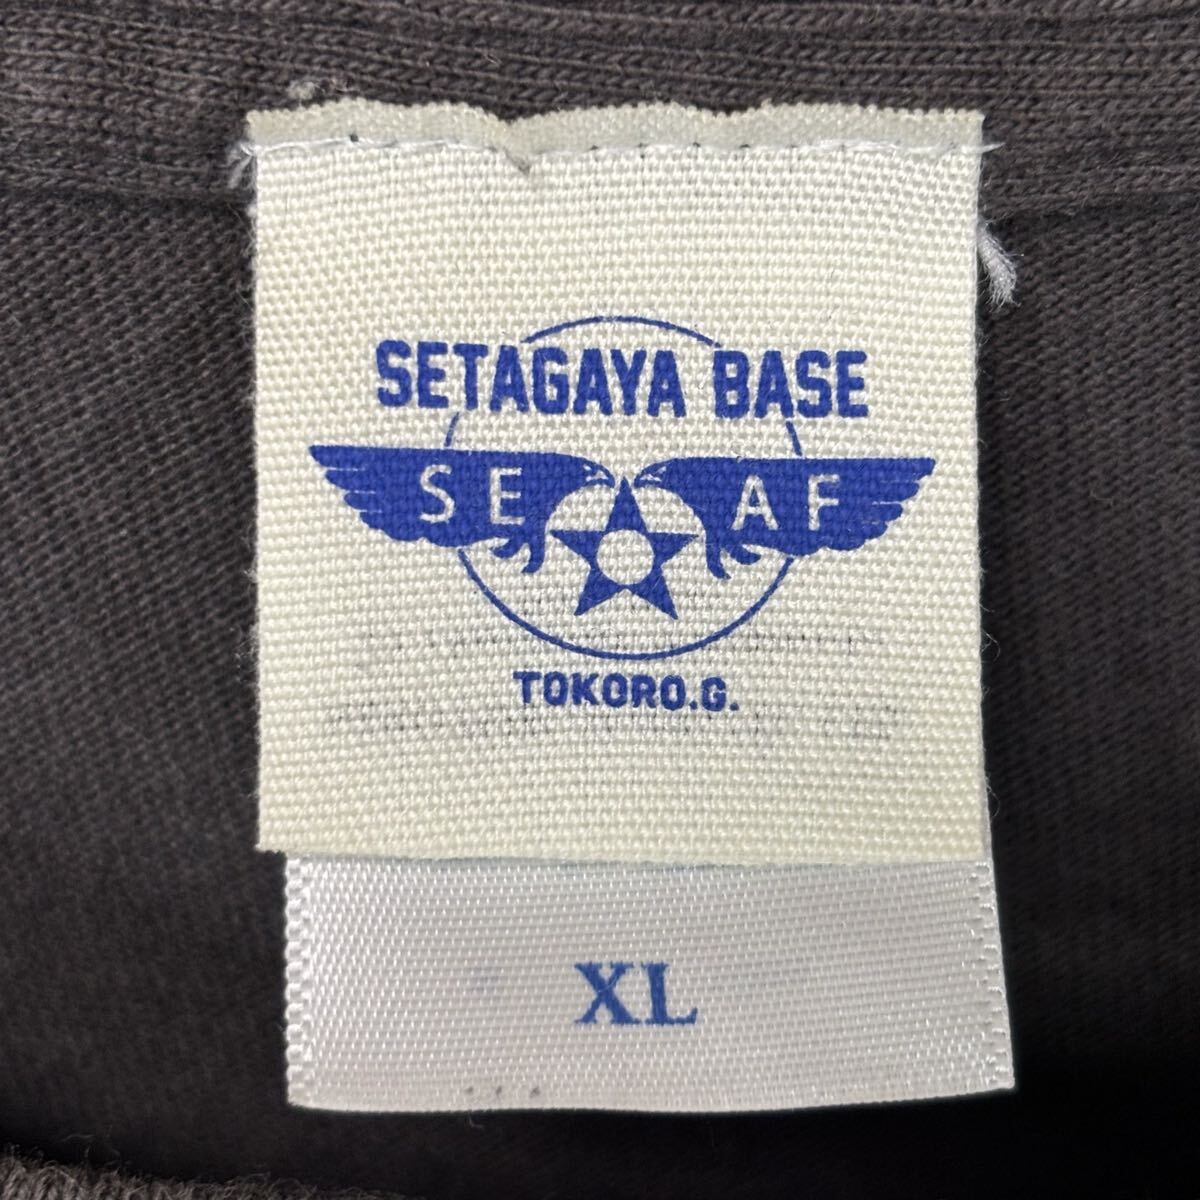 SETAGAYA BASE
SE AF
TOKORO.G.
XL